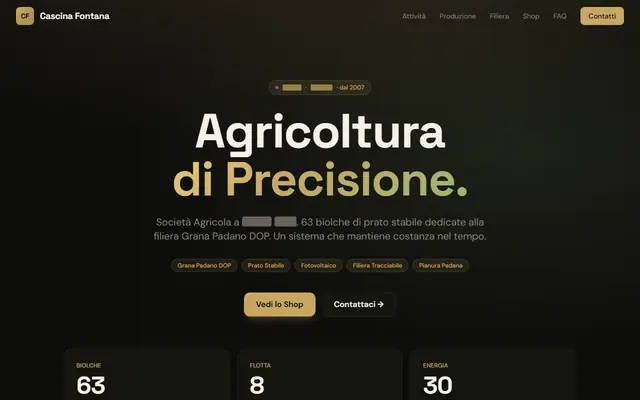 CF Cascina Fontana Attività Produzione Filiera Shop FAQ Contatti
· · dal 2007
Agricoltura
di Precisione.
Società Agricola a . 63 biolche di prato stabile dedicate alla
filiera Grana Padano DOP. Un sistema che mantiene costanza nel tempo.
Grana Padano DOP Prato Stabile Fotovoltaico Filiera Tracciabile Pianura Padana
Vedi lo Shop Contattaci →
BIOLCHE FLOTTA ENERGIA
63 8 30